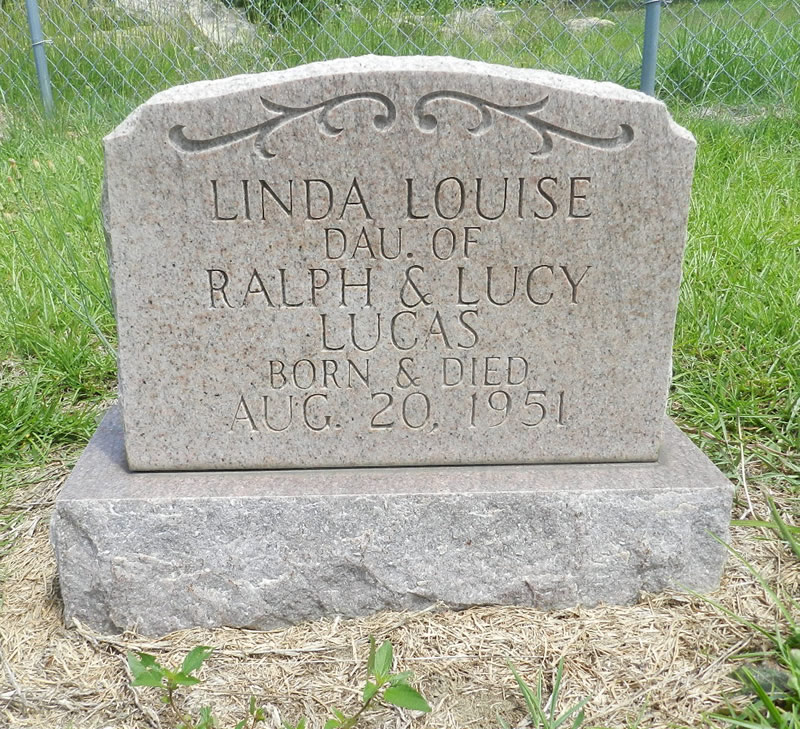 LINDA LOUISE
DAU. OF
RALPH & LUCY
LUCAS
BORN & DIED
AUG. 20, 1951